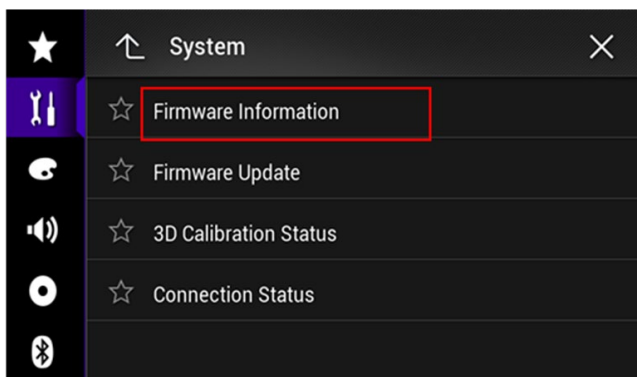 System
Firmware Information
Firmware Update
3D Calibration Status
Connection Status